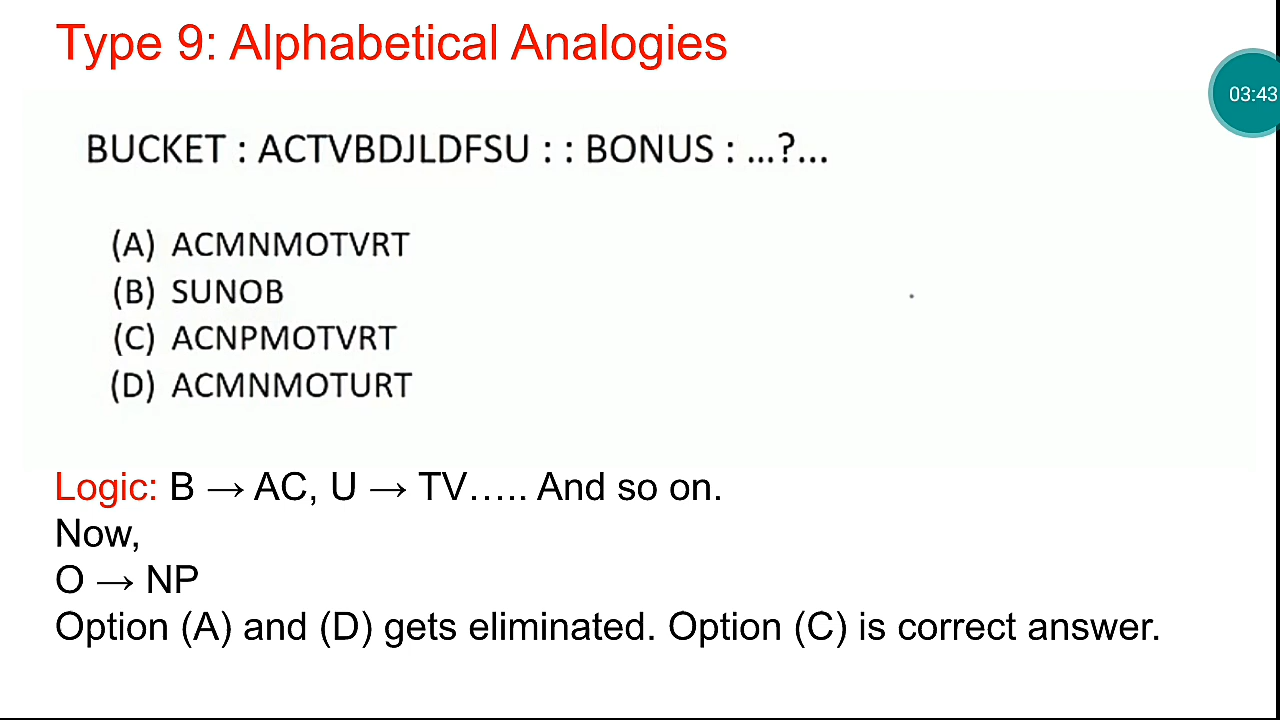 Type 9: Alphabetical Analogies
03:43
BUCKET : ACTVBDJLDFSU : : BONUS : ...?...
(A) ACMNMOTVRT
(B) SUNOB
(C) ACNPMOTVRT
(D) ACMNMOTURT
Logic: B → AC, U → TV..... And so on.
Now,
O → NP
Option (A) and (D) gets eliminated. Option (C) is correct answer.